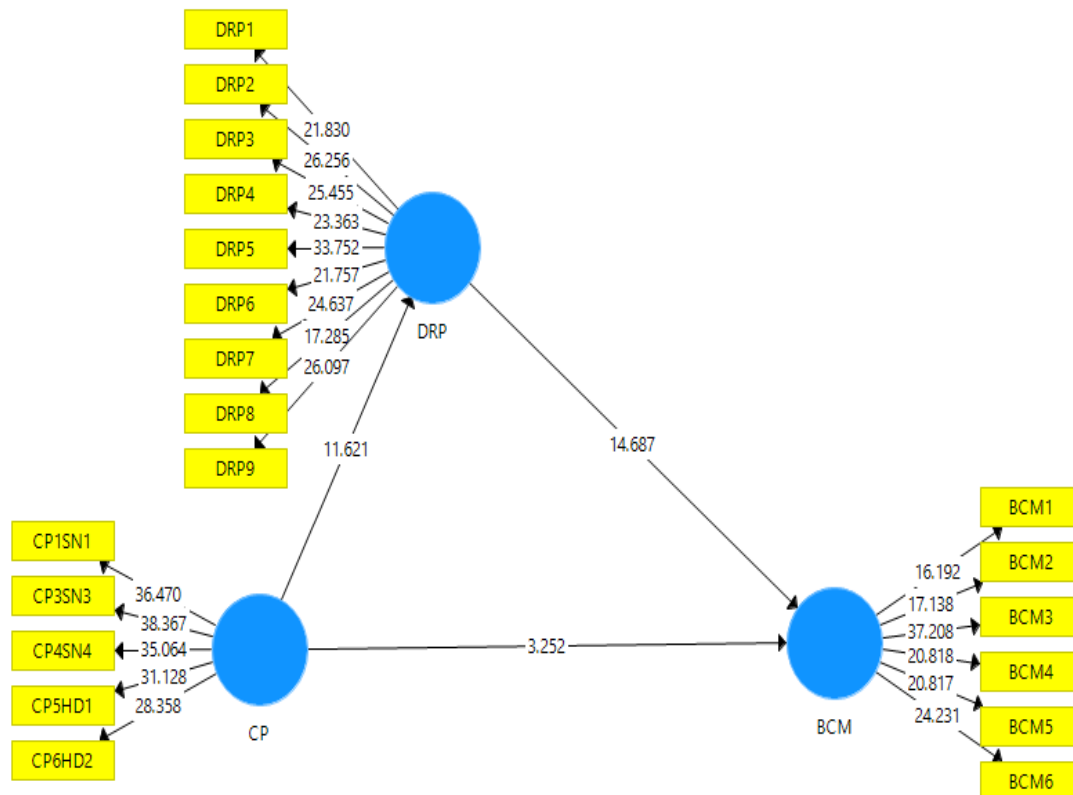 DRP1
DRP2
DRP3
DRP4
DRP5
DRP6
DRP7
DRP8
DRP9
21.830
26.256
25.455
23.363
33.752
21.757
24.637
17.285
26.097
DRP
11.621
14.687
CP1SN1
CP3SN3
CP4SN4
CP5HD1
CP6HD2
36.470
38.367
35.064
31.128
28.358
CP
3.252
BCM
16.192
17.138
37.208
20.818
20.817
24.231
BCM1
BCM2
BCM3
BCM4
BCM5
BCM6